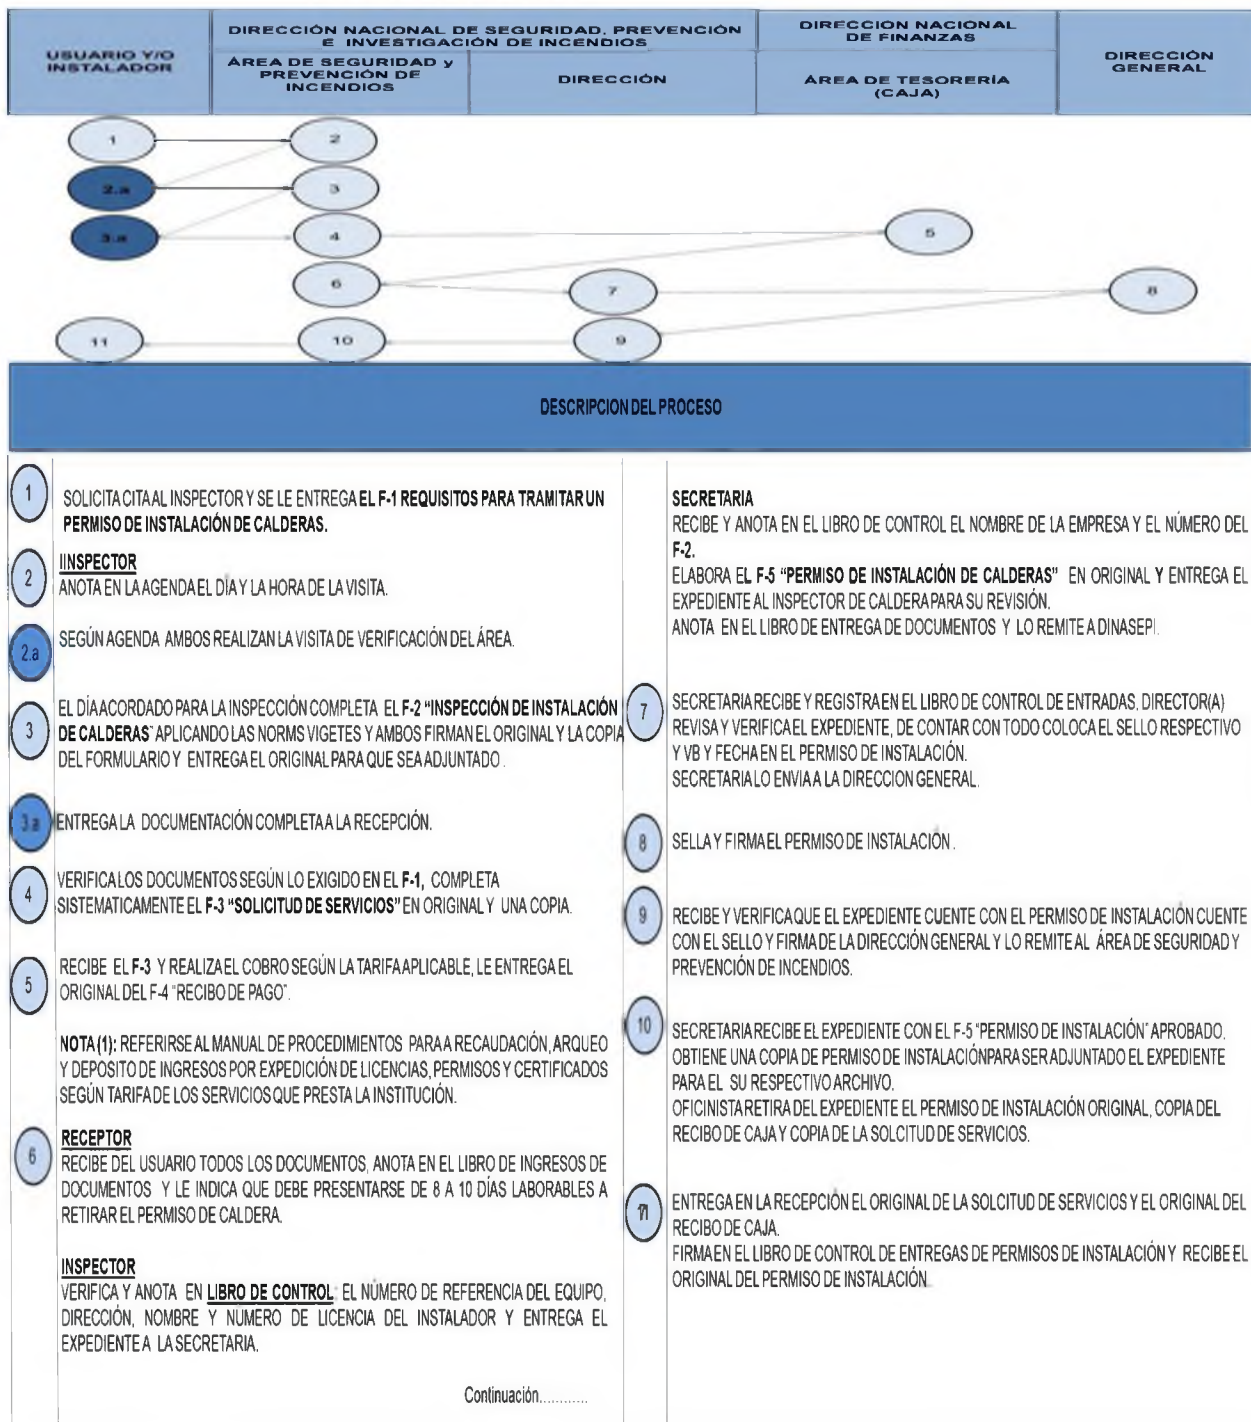 USUARIO Y/O
INSTALADOR
DIRECCIÓN NACIONAL DE SEGURIDAD, PREVENCIÓN
E INVESTIGACIÓN DE INCENDIOS
ÁREA DE SEGURIDAD y
PREVENCIÓN DE
INCENDIOS
DIRECCIÓN
DIRECCION NACIONAL
DE FINANZAS
ÁREA DE TESORERÍA
(CAJA)
DIRECCIÓN
GENERAL
1
2
2.a
3
3.a
4
5
6
7
8
11
10
9
DESCRIPCION DEL PROCESO
1
SOLICITA CITA AL INSPECTOR Y SE LE ENTREGA EL F-1 REQUISITOS PARA TRAMITAR UN
PERMISO DE INSTALACIÓN DE CALDERAS.
2
IINSPECTOR
ANOTA EN LA AGENDA EL DÍA Y LA HORA DE LA VISITA.
2.a
SEGÚN AGENDA AMBOS REALIZAN LA VISITA DE VERIFICACIÓN DEL ÁREA.
3
EL DÍA ACORDADO PARA LA INSPECCIÓN COMPLETA EL F-2 “INSPECCIÓN DE INSTALACIÓN
DE CALDERAS” APLICANDO LAS NORMS VIGETES Y AMBOS FIRMAN EL ORIGINAL Y LA COPIA
DEL FORMULARIO Y ENTREGA EL ORIGINAL PARA QUE SEA ADJUNTADO.
3.a
ENTREGA LA DOCUMENTACIÓN COMPLETA A LA RECEPCIÓN.
4
VERIFICA LOS DOCUMENTOS SEGÚN LO EXIGIDO EN EL F-1, COMPLETA
SISTEMATICAMENTE EL F-3 “SOLICITUD DE SERVICIOS” EN ORIGINAL Y UNA COPIA.
5
RECIBE EL F-3 Y REALIZA EL COBRO SEGÚN LA TARIFA APLICABLE, LE ENTREGA EL
ORIGINAL DEL F-4 “RECIBO DE PAGO”.
NOTA (1): REFERIRSE AL MANUAL DE PROCEDIMIENTOS PARA A RECAUDACIÓN, ARQUEO
Y DEPOSITO DE INGRESOS POR EXPEDICIÓN DE LICENCIAS, PERMISOS Y CERTIFICADOS
SEGÚN TARIFA DE LOS SERVICIOS QUE PRESTA LA INSTITUCIÓN.
6
RECEPTOR
RECIBE DEL USUARIO TODOS LOS DOCUMENTOS, ANOTA EN EL LIBRO DE INGRESOS DE
DOCUMENTOS Y LE INDICA QUE DEBE PRESENTARSE DE 8 A 10 DÍAS LABORABLES A
RETIRAR EL PERMISO DE CALDERA.
INSPECTOR
VERIFICA Y ANOTA EN LIBRO DE CONTROL: EL NÚMERO DE REFERENCIA DEL EQUIPO,
DIRECCIÓN, NOMBRE Y NÚMERO DE LICENCIA DEL INSTALADOR Y ENTREGA EL
EXPEDIENTE A LA SECRETARIA.
Continuación............
SECRETARIA
RECIBE Y ANOTA EN EL LIBRO DE CONTROL EL NOMBRE DE LA EMPRESA Y EL NÚMERO DEL
F-2.
ELABORA EL F-5 “PERMISO DE INSTALACIÓN DE CALDERAS” EN ORIGINAL Y ENTREGA EL
EXPEDIENTE AL INSPECTOR DE CALDERA PARA SU REVISIÓN.
ANOTA EN EL LIBRO DE ENTREGA DE DOCUMENTOS Y LO REMITE A DINASEPI.
7
SECRETARIA RECIBE Y REGISTRA EN EL LIBRO DE CONTROL DE ENTRADAS, DIRECTOR(A)
REVISA Y VERIFICA EL EXPEDIENTE, DE CONTAR CON TODO COLOCA EL SELLO RESPECTIVO
Y VB Y FECHA EN EL PERMISO DE INSTALACIÓN.
SECRETARIA LO ENVIA A LA DIRECCION GENERAL.
8
SELLA Y FIRMA EL PERMISO DE INSTALACIÓN.
9
RECIBE Y VERIFICA QUE EL EXPEDIENTE CUENTE CON EL PERMISO DE INSTALACIÓN CUENTE
CON EL SELLO Y FIRMA DE LA DIRECCIÓN GENERAL Y LO REMITE AL ÁREA DE SEGURIDAD Y
PREVENCIÓN DE INCENDIOS.
10
SECRETARIA RECIBE EL EXPEDIENTE CON EL F-5 “PERMISO DE INSTALACIÓN” APROBADO.
OBTIENE UNA COPIA DE PERMISO DE INSTALACIÓN PARA SER ADJUNTADO EL EXPEDIENTE
PARA EL SU RESPECTIVO ARCHIVO.
OFICINISTA RETIRA DEL EXPEDIENTE EL PERMISO DE INSTALACIÓN ORIGINAL, COPIA DEL
RECIBO DE CAJA Y COPIA DE LA SOLCITUD DE SERVICIOS.
11
ENTREGA EN LA RECEPCIÓN EL ORIGINAL DE LA SOLCITUD DE SERVICIOS Y EL ORIGINAL DEL
RECIBO DE CAJA.
FIRMA EN EL LIBRO DE CONTROL DE ENTREGAS DE PERMISOS DE INSTALACIÓN Y RECIBE EL
ORIGINAL DEL PERMISO DE INSTALACIÓN.